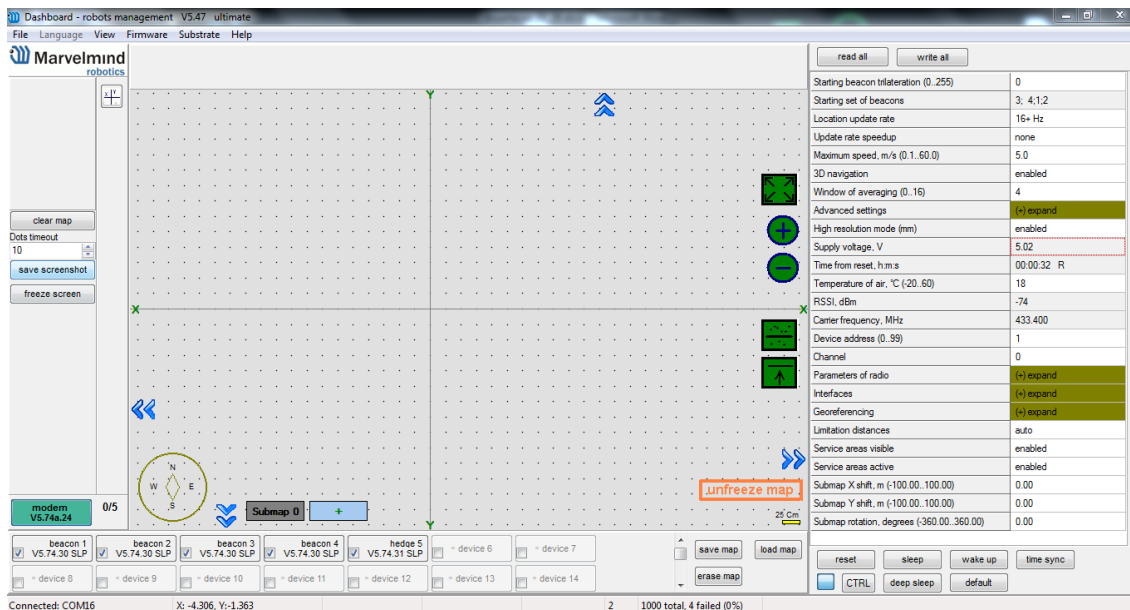 Dashboard - robots management V5.47 ultimate
File Language View Firmware Substrate Help
Marvelmind
robotics
clear map
Dots timeout
10
save screenshot
freeze screen
modem
V5.74a.24
0/5
Y
X X
N
W E
S
Submap 0 +
unfreeze map
25 Cm
Y
read all write all
Starting beacon trilateration (0..255) 0
Starting set of beacons 3; 4;1;2
Location update rate 16+ Hz
Update rate speedup none
Maximum speed, m/s (0.1..60.0) 5.0
3D navigation enabled
Window of averaging (0..16) 4
Advanced settings (+) expand
High resolution mode (mm) enabled
Supply voltage, V 5.02
Time from reset, h:m:s 00:00:32 R
Temperature of air, °C (-20..60) 18
RSSI, dBm -74
Carrier frequency, MHz 433.400
Device address (0..99) 1
Channel 0
Parameters of radio (+) expand
Interfaces (+) expand
Georeferencing (+) expand
Limitation distances auto
Service areas visible enabled
Service areas active enabled
Submap X shift, m (-100.00..100.00) 0.00
Submap Y shift, m (-100.00..100.00) 0.00
Submap rotation, degrees (-360.00..360.00) 0.00
reset sleep wake up time sync
CTRL deep sleep default
beacon 1 beacon 2 beacon 3 beacon 4 hedge 5
V5.74.30 SLP V5.74.30 SLP V5.74.30 SLP V5.74.30 SLP V5.74.31 SLP
device 6 device 7
save map load map
device 8 device 9 device 10 device 11 device 12 device 13 device 14
erase map
Connected: COM16 X: -4.306, Y:-1.363 2 1000 total, 4 failed (0%)